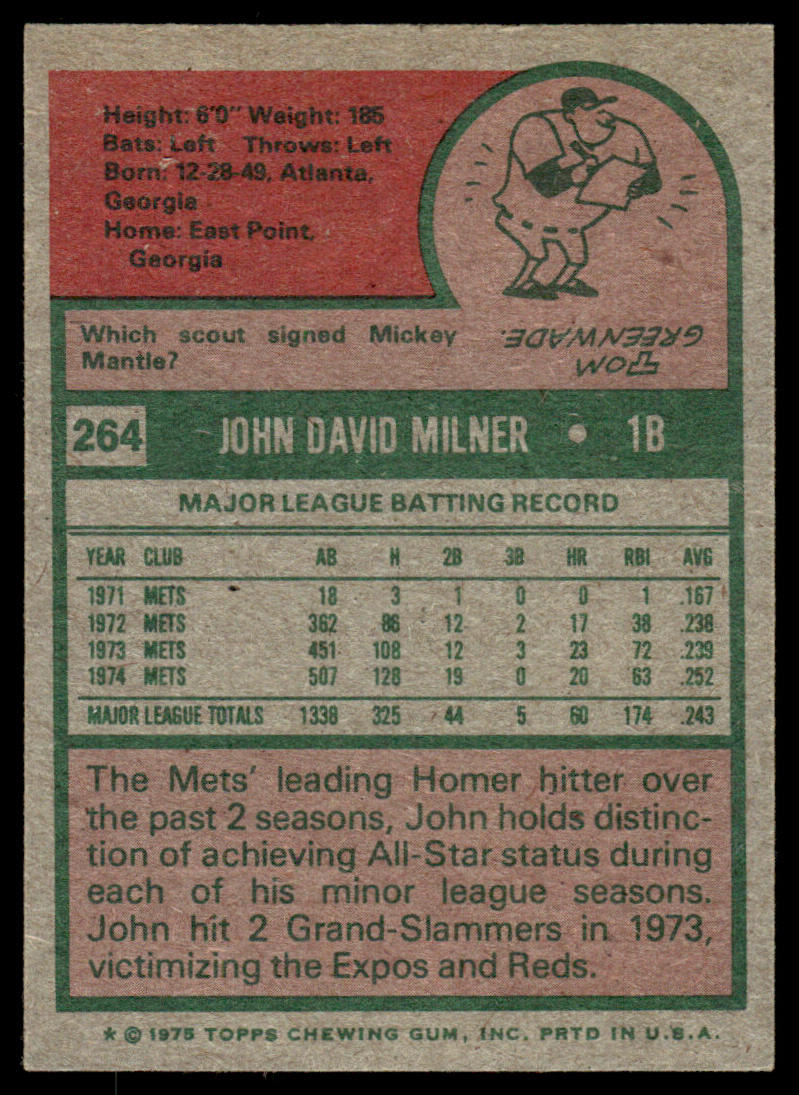 Height: 6'0" Weight: 185
Bats: Left Throws: Left
Born: 12-28-49, Atlanta,
Georgia
Home: East Point,
Georgia
Which scout signed Mickey
Mantle?
TOM
GREENWADE.
264 JOHN DAVID MILNER • 1B
MAJOR LEAGUE BATTING RECORD
YEAR CLUB AB H 2B 3B HR RBI AVG
1971 METS 18 3 1 0 0 1 .167
1972 METS 362 86 12 2 17 38 .238
1973 METS 451 108 12 3 23 72 .239
1974 METS 507 128 19 0 20 63 .252
MAJOR LEAGUE TOTALS 1338 325 44 5 60 174 .243
The Mets' leading Homer hitter over
the past 2 seasons, John holds distinc-
tion of achieving All-Star status during
each of his minor league seasons.
John hit 2 Grand-Slammers in 1973,
victimizing the Expos and Reds.
* © 1975 TOPPS CHEWING GUM, INC. PRTD IN U.S.A.